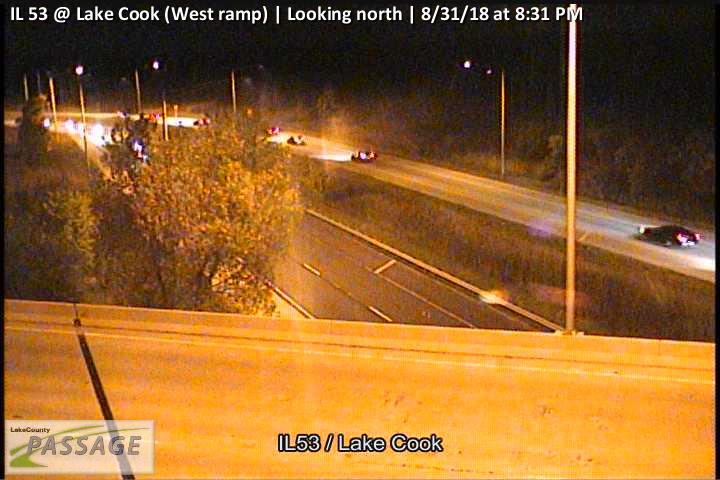 IL 53 @ Lake Cook (West ramp) | Looking north | 8/31/18 at 8:31 PM
LakeCounty
PASSAGE
IL53 / Lake Cook